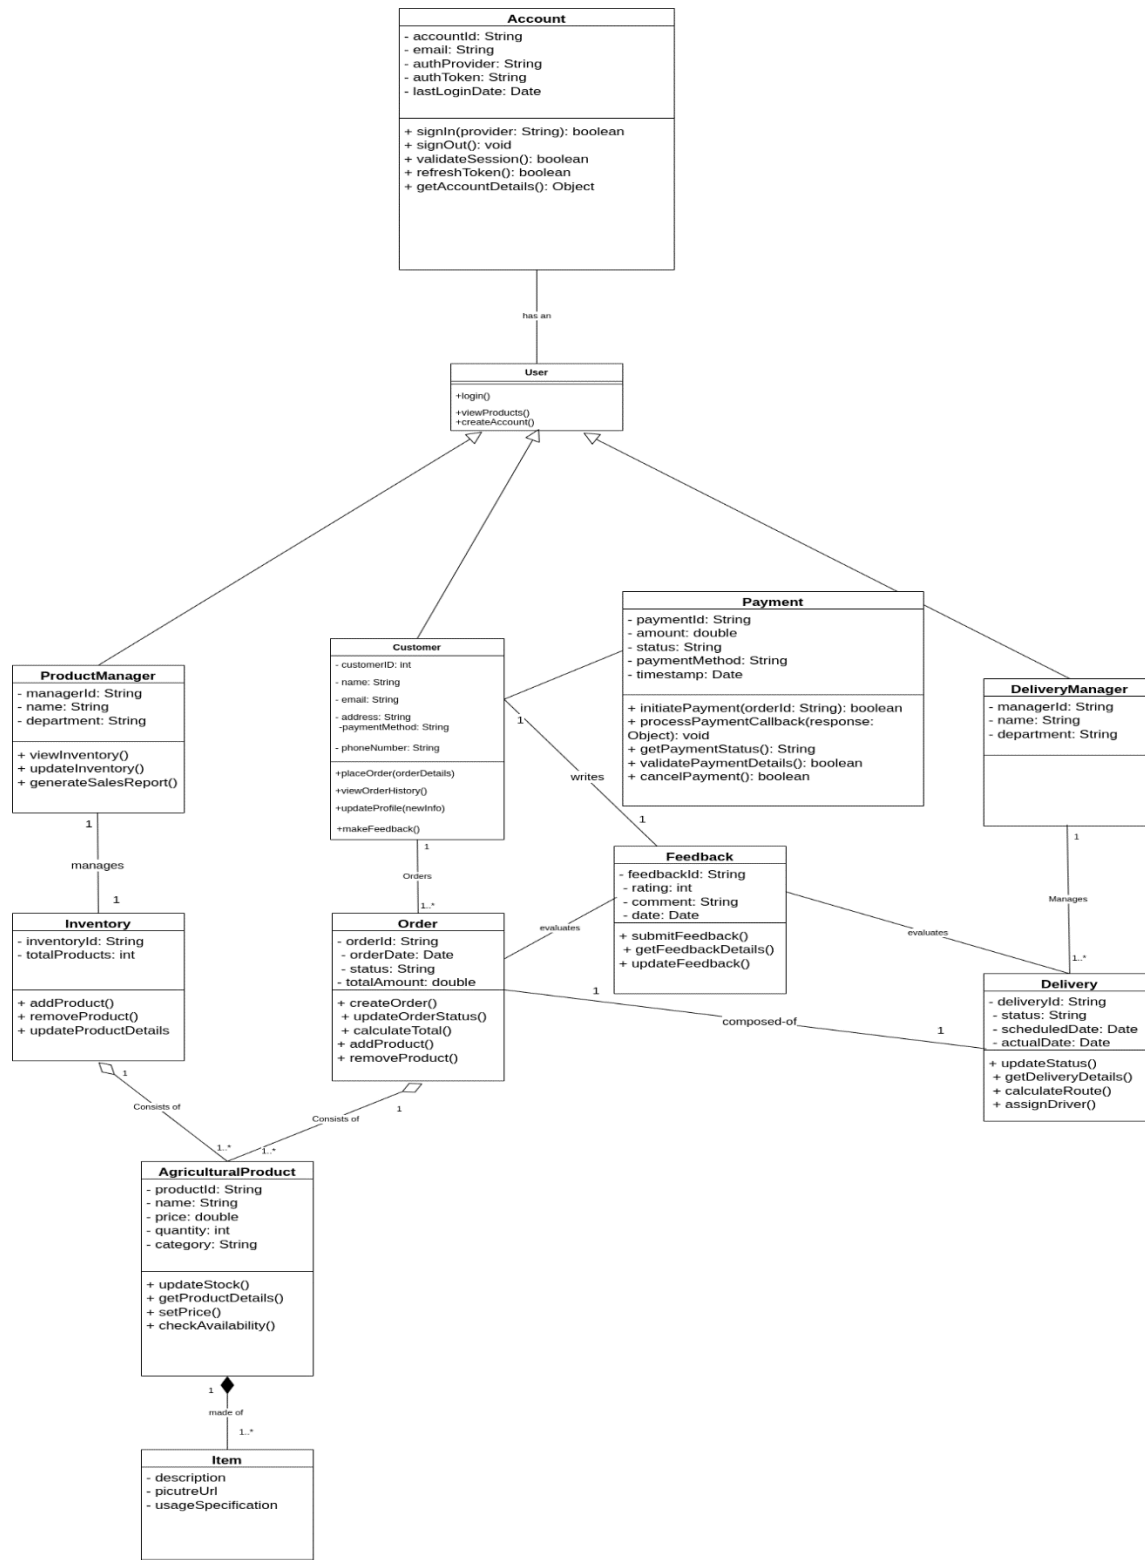 Account
- accountId: String
- email: String
- authProvider: String
- authToken: String
- lastLoginDate: Date
+ signIn(provider: String): boolean
+ signOut(): void
+ validateSession(): boolean
+ refreshToken(): boolean
+ getAccountDetails(): Object
has an
User
+login()
+viewProducts()
+createAccount()
Payment
- paymentId: String
- amount: double
- status: String
- paymentMethod: String
- timestamp: Date
+ initiatePayment(orderId: String): boolean
+ processPaymentCallback(response:
Object): void
+ getPaymentStatus(): String
+ validatePaymentDetails(): boolean
+ cancelPayment(): boolean
Customer
- customerID: int
- name: String
- email: String
- address: String
-paymentMethod: String
- phoneNumber: String
+placeOrder(orderDetails)
+viewOrderHistory()
+updateProfile(newInfo)
+makeFeedback()
ProductManager
- managerId: String
- name: String
- department: String
+ viewInventory()
+ updateInventory()
+ generateSalesReport()
DeliveryManager
- managerId: String
- name: String
- department: String
1
writes
1
1
manages
1
1
Orders
1..*
1
Manages
1..*
Feedback
- feedbackId: String
- rating: int
- comment: String
- date: Date
+ submitFeedback()
+ getFeedbackDetails()
+ updateFeedback()
evaluates
evaluates
Inventory
- inventoryId: String
- totalProducts: int
+ addProduct()
+ removeProduct()
+ updateProductDetails
Order
- orderId: String
- orderDate: Date
- status: String
- totalAmount: double
+ createOrder()
+ updateOrderStatus()
+ calculateTotal()
+ addProduct()
+ removeProduct()
1
composed-of
1
Delivery
- deliveryId: String
- status: String
- scheduledDate: Date
- actualDate: Date
+ updateStatus()
+ getDeliveryDetails()
+ calculateRoute()
+ assignDriver()
1
Consists of
1..*
1
Consists of
1..*
AgriculturalProduct
- productId: String
- name: String
- price: double
- quantity: int
- category: String
+ updateStock()
+ getProductDetails()
+ setPrice()
+ checkAvailability()
1
made of
1..*
Item
- description
- picutreUrl
- usageSpecification